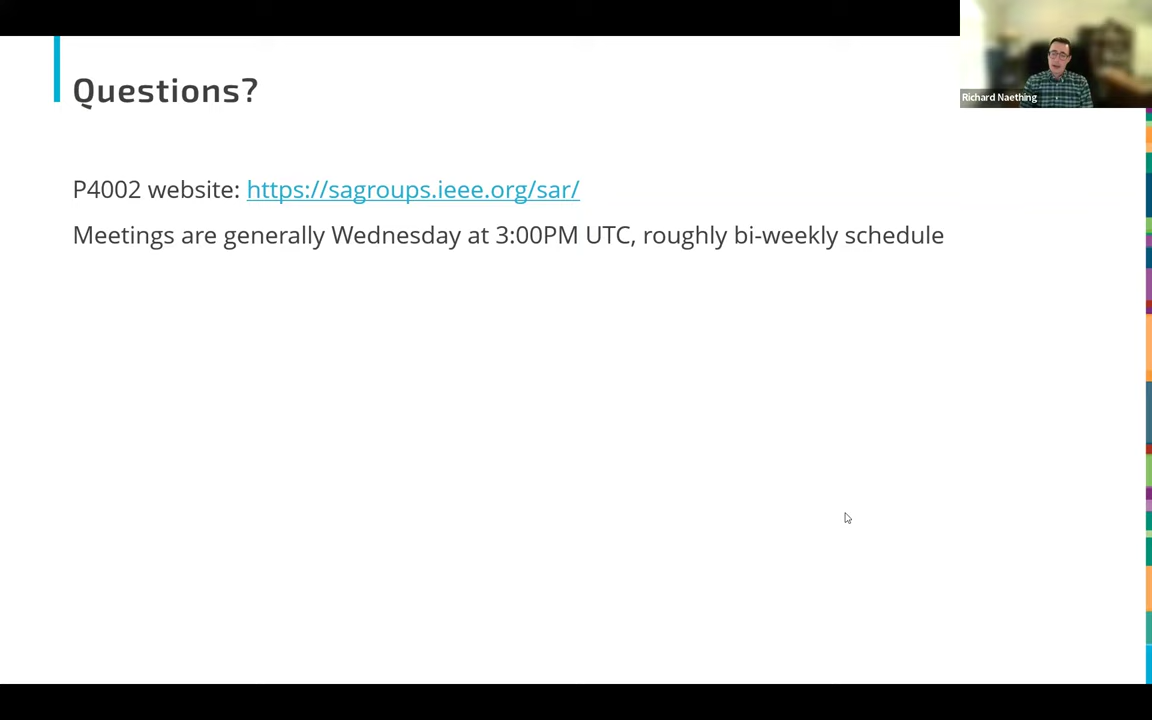 Questions?
Richard Naething
P4002 website: https://sagroups.ieee.org/sar/
Meetings are generally Wednesday at 3:00PM UTC, roughly bi-weekly schedule